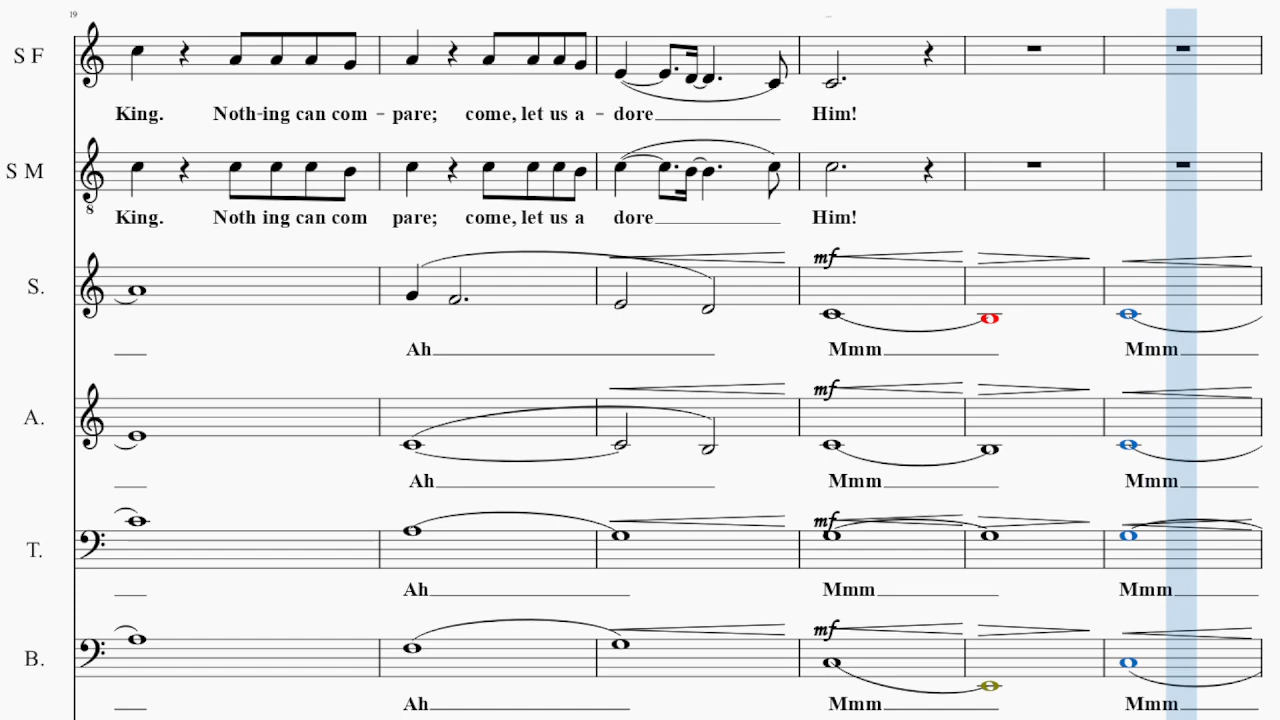 19
S F
King. Noth-ing can com - pare; come, let us a - dore Him!
S M
8
King. Noth ing can com pare; come, let us a dore Him!
mf
S.
Ah Mmm Mmm
mf
A.
Ah Mmm Mmm
mf
T.
Ah Mmm Mmm
mf
B.
Ah Mmm Mmm